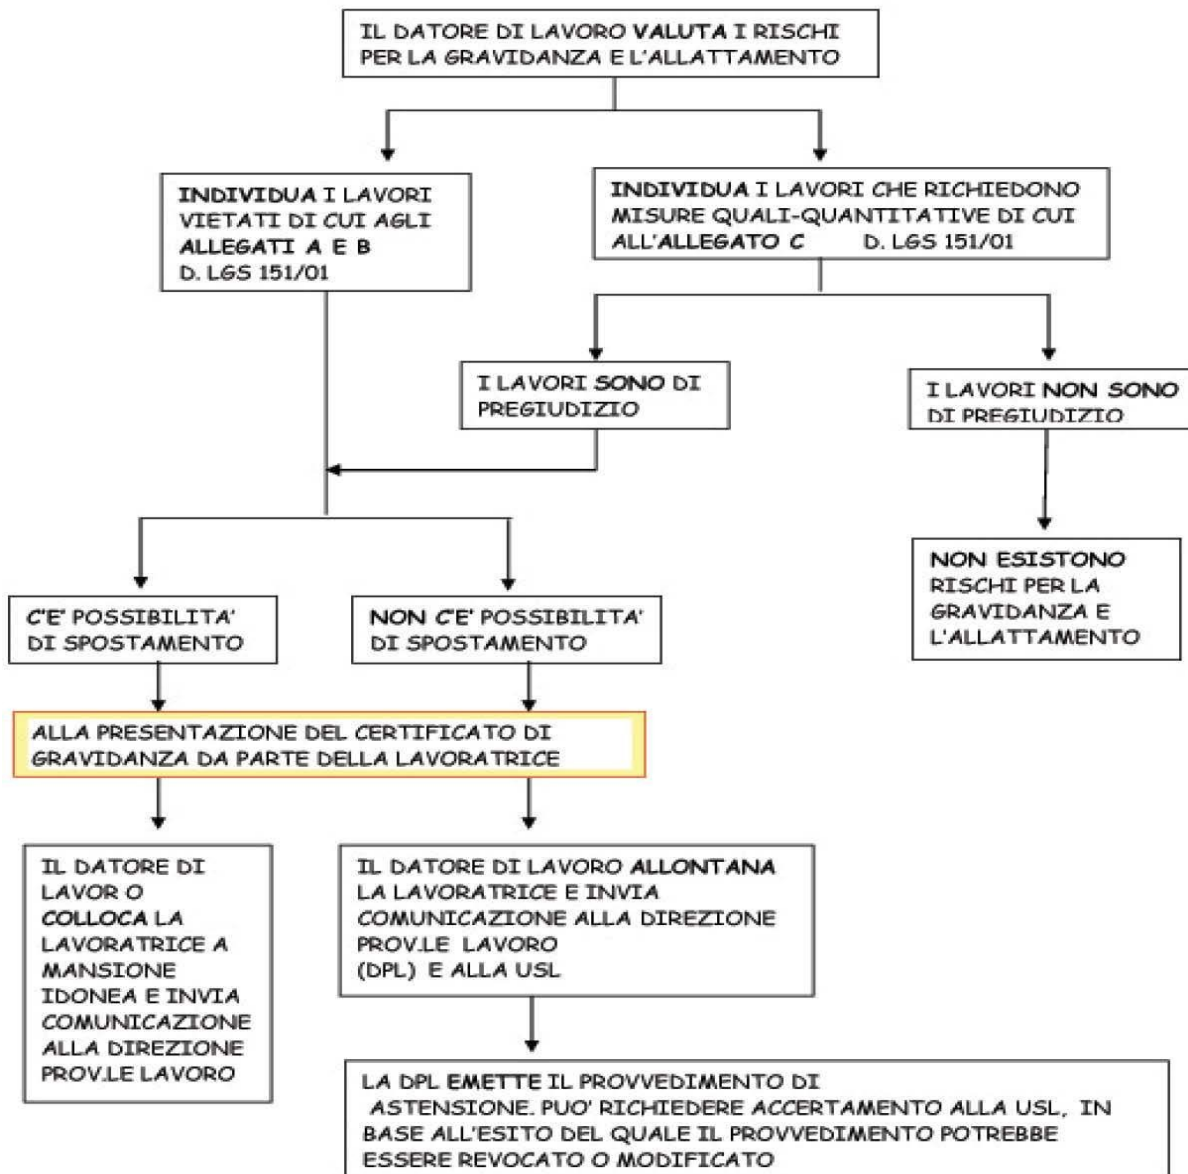 IL DATORE DI LAVORO VALUTA I RISCHI
PER LA GRAVIDANZA E L'ALLATTAMENTO
INDIVIDUA I LAVORI
VIETATI DI CUI AGLI
ALLEGATI A E B
D. LGS 151/01
INDIVIDUA I LAVORI CHE RICHIEDONO
MISURE QUALI-QUANTITATIVE DI CUI
ALL'ALLEGATO C D. LGS 151/01
I LAVORI SONO DI
PREGIUDIZIO
I LAVORI NON SONO
DI PREGIUDIZIO
NON ESISTONO
RISCHI PER LA
GRAVIDANZA E
L'ALLATTAMENTO
C'E' POSSIBILITA'
DI SPOSTAMENTO
NON C'E' POSSIBILITA'
DI SPOSTAMENTO
ALLA PRESENTAZIONE DEL CERTIFICATO DI
GRAVIDANZA DA PARTE DELLA LAVORATRICE
IL DATORE DI
LAVOR O
COLLOCA LA
LAVORATRICE A
MANSIONE
IDONEA E INVIA
COMUNICAZIONE
ALLA DIREZIONE
PROV.LE LAVORO
IL DATORE DI LAVORO ALLONTANA
LA LAVORATRICE E INVIA
COMUNICAZIONE ALLA DIREZIONE
PROV.LE LAVORO
(DPL) E ALLA USL
LA DPL EMETTE IL PROVVEDIMENTO DI
ASTENSIONE. PUO' RICHIEDERE ACCERTAMENTO ALLA USL, IN
BASE ALL'ESITO DEL QUALE IL PROVVEDIMENTO POTREBBE
ESSERE REVOCATO O MODIFICATO